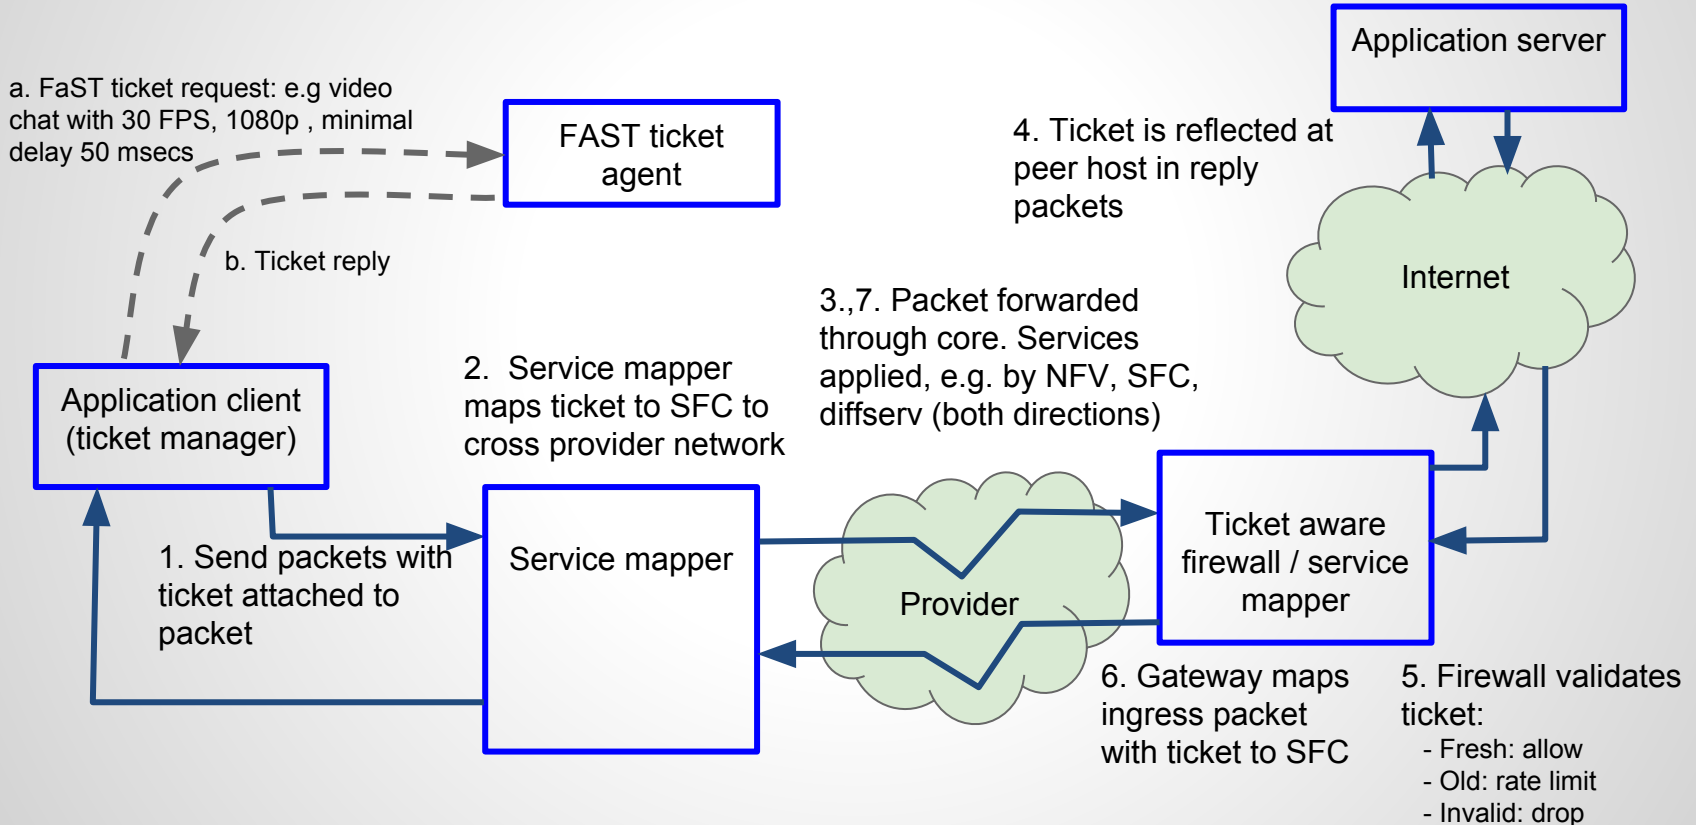 Application server
a. FaST ticket request: e.g video
chat with 30 FPS, 1080p , minimal
delay 50 msecs
FAST ticket
agent
4. Ticket is reflected at
peer host in reply
packets
b. Ticket reply
Internet
3.,7. Packet forwarded
through core. Services
applied, e.g. by NFV, SFC,
diffserv (both directions)
2.  Service mapper
maps ticket to SFC to
cross provider network
Application client
(ticket manager)
1. Send packets with
ticket attached to
packet
Service mapper
Provider
Ticket aware
firewall / service
mapper
6. Gateway maps
ingress packet
with ticket to SFC
5. Firewall validates
ticket:
- Fresh: allow
- Old: rate limit
- Invalid: drop